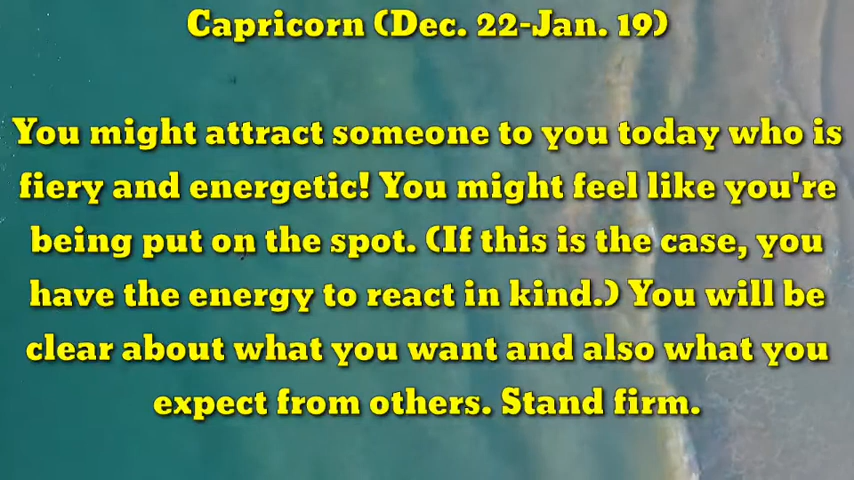 Capricorn (Dec. 22-Jan. 19)
You might attract someone to you today who is
fiery and energetic! You might feel like you're
being put on the spot. (If this is the case, you
have the energy to react in kind.) You will be
clear about what you want and also what you
expect from others. Stand firm.